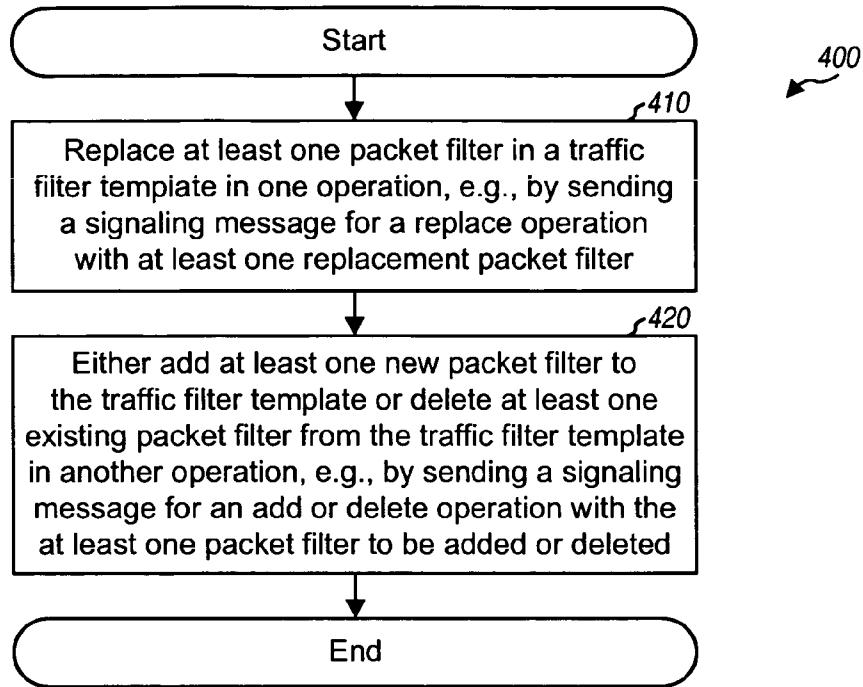 Start
400
410
Replace at least one packet filter in a traffic
filter template in one operation, e.g., by sending
a signaling message for a replace operation
with at least one replacement packet filter
420
Either add at least one new packet filter to
the traffic filter template or delete at least one
existing packet filter from the traffic filter template
in another operation, e.g., by sending a signaling
message for an add or delete operation with the
at least one packet filter to be added or deleted
End